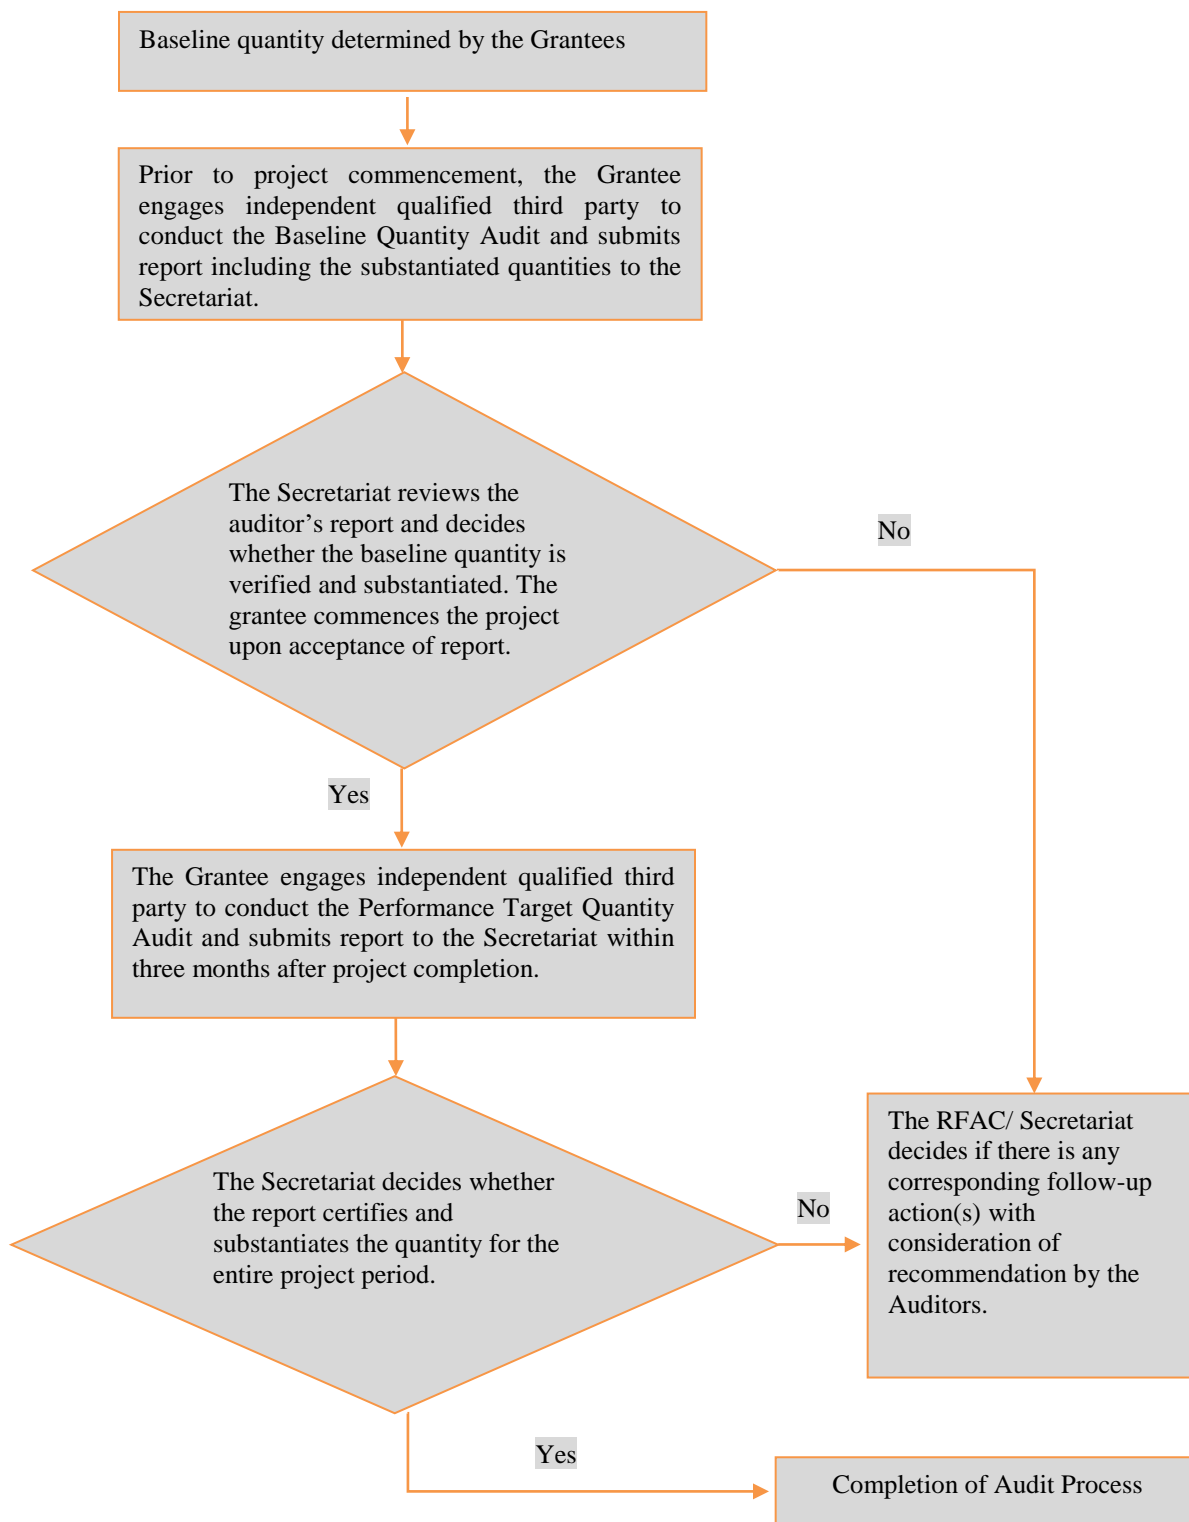 Baseline quantity determined by the Grantees
Prior to project commencement, the Grantee
engages independent qualified third party to
conduct the Baseline Quantity Audit and submits
report including the substantiated quantities to the
Secretariat.
The Secretariat reviews the
auditor’s report and decides
whether the baseline quantity is
verified and substantiated. The
grantee commences the project
upon acceptance of report.
No
Yes
The Grantee engages independent qualified third
party to conduct the Performance Target Quantity
Audit and submits report to the Secretariat within
three months after project completion.
The Secretariat decides whether
the report certifies and
substantiates the quantity for the
entire project period.
No
The RFAC/ Secretariat
decides if there is any
corresponding follow-up
action(s) with
consideration of
recommendation by the
Auditors.
Yes
Completion of Audit Process